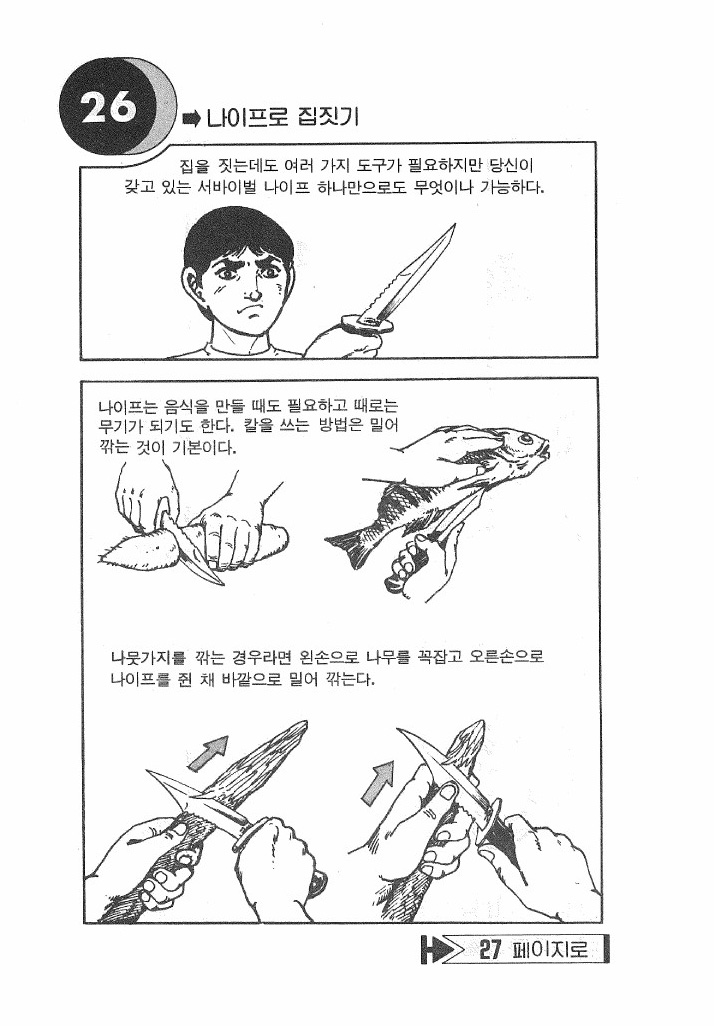 26
나이프로 집짓기
집을 짓는데도 여러 가지 도구가 필요하지만 당신이
갖고 있는 서바이벌 나이프 하나만으로도 무엇이나 가능하다.
나이프는 음식을 만들 때도 필요하고 때로는
무기가 되기도 한다. 칼을 쓰는 방법은 밀어
깎는 것이 기본이다.
나뭇가지를 깎는 경우라면 왼손으로 나무를 꼭잡고 오른손으로
나이프를 쥔 채 바깥으로 밀어 깎는다.
27 페이지로